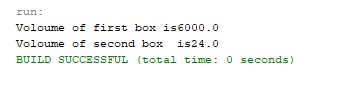 run:
Voloume of first box is6000.0
Voloume of second box  is24.0
BUILD SUCCESSFUL (total time: 0 seconds)